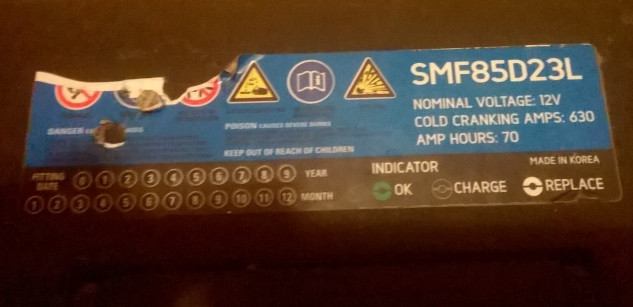 SMF85D23L
NOMINAL VOLTAGE: 12V
COLD CRANKING AMPS: 630
AMP HOURS: 70
DANGER
POISON CAUSES SEVERE BURNS
KEEP OUT OF REACH OF CHILDREN
MADE IN KOREA
FITTING DATE
0 1 2 3 4 5 6 7 8 9 YEAR
1 2 3 4 5 6 7 8 9 10 11 12 MONTH
INDICATOR
OK CHARGE REPLACE